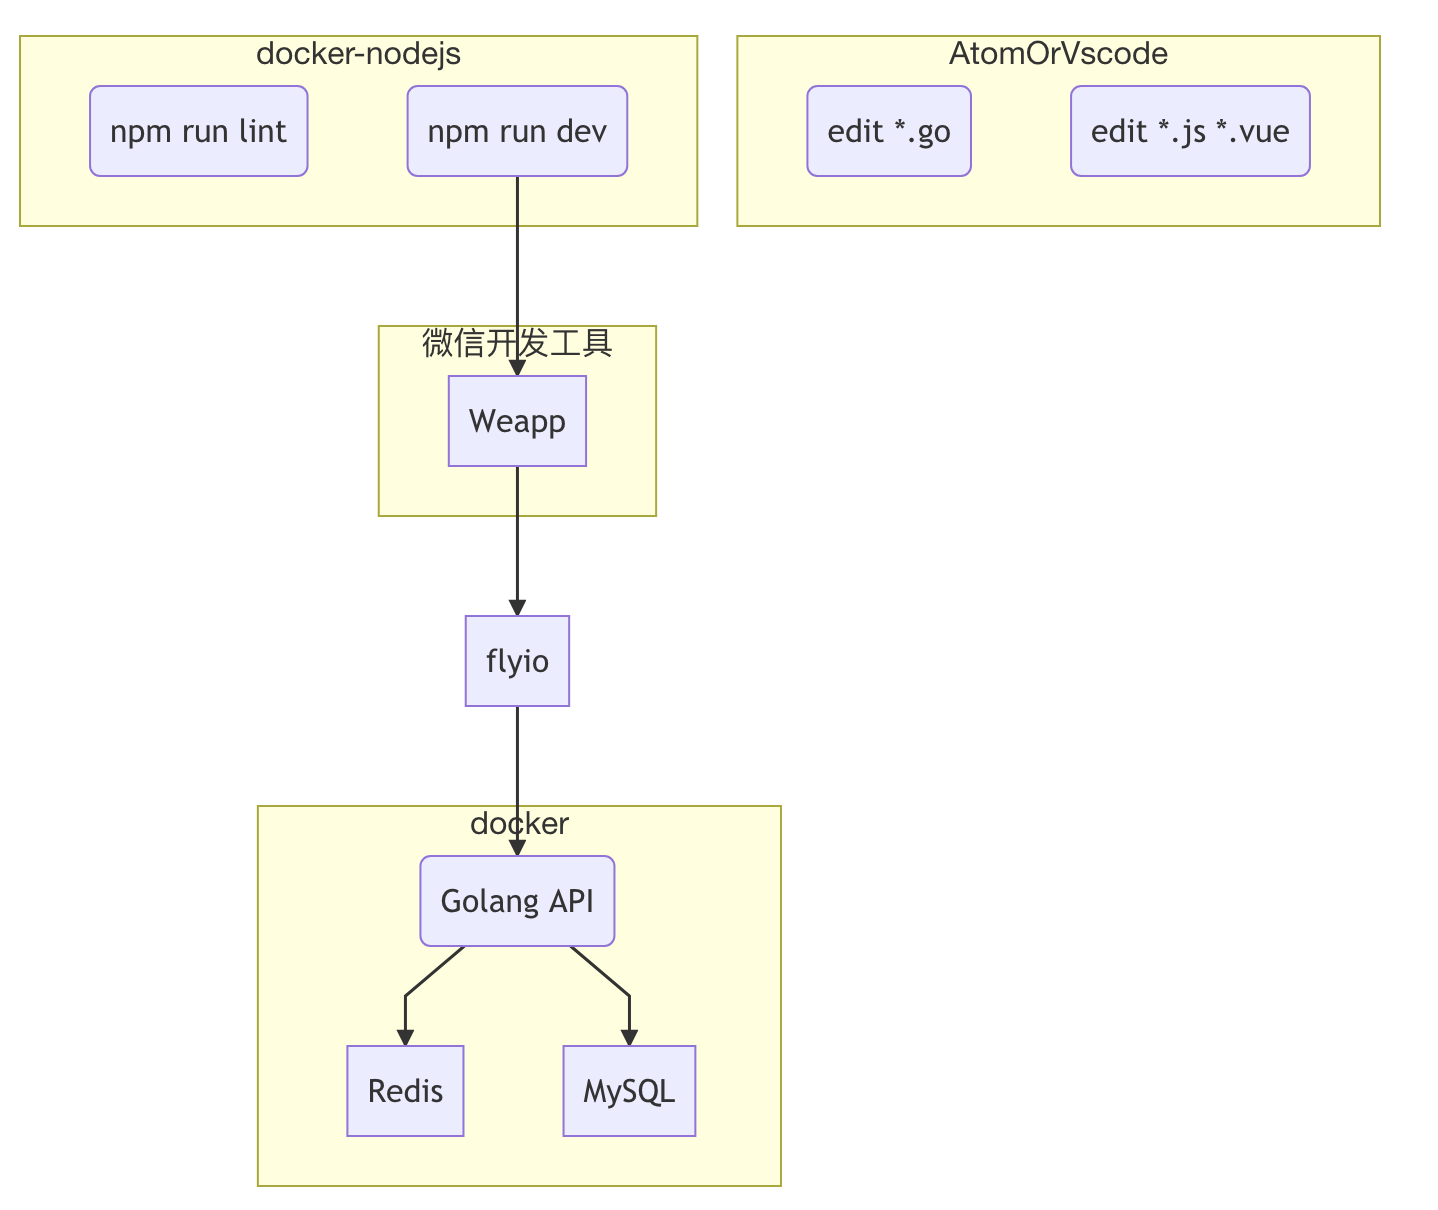 docker-nodejs
npm run lint
npm run dev
AtomOrVscode
edit *.go
edit *.js *.vue
微信开发工具
Weapp
flyio
docker
Golang API
Redis
MySQL